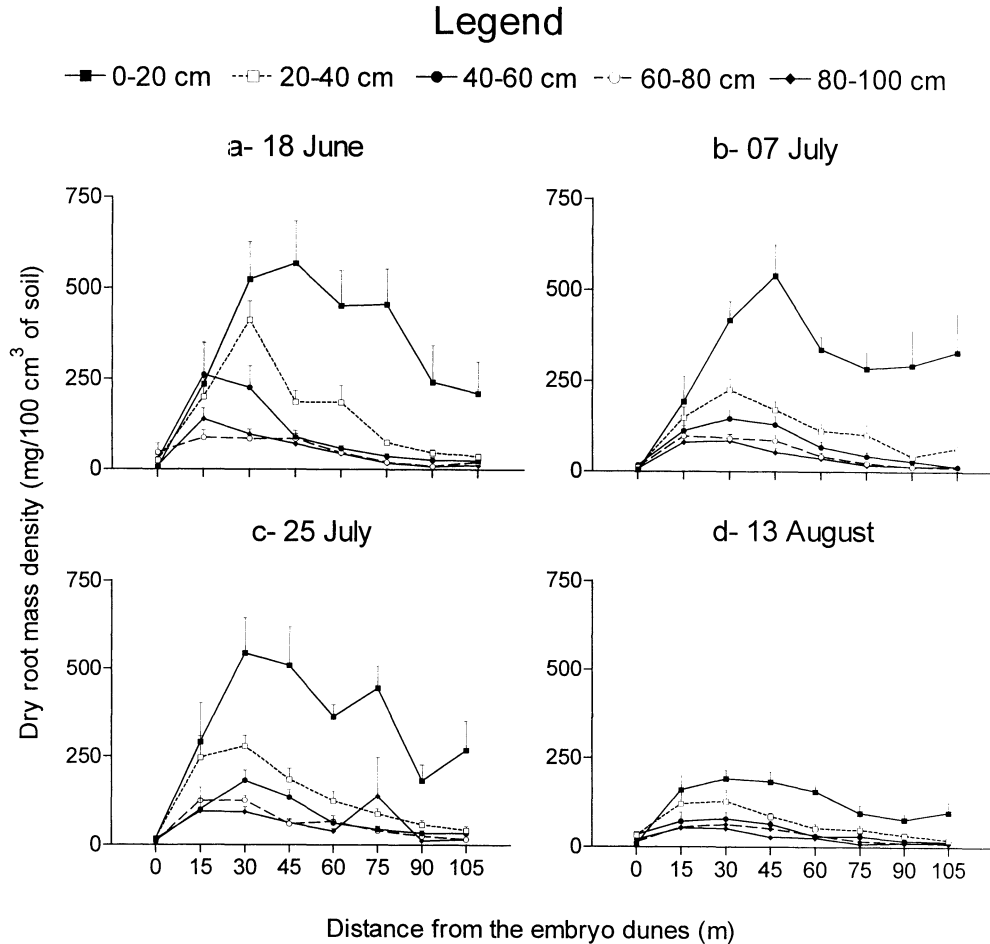 Legend
0-20 cm 20-40 cm 40-60 cm 60-80 cm 80-100 cm
a- 18 June
b- 07 July
750
500
250
0
750
500
250
0
c- 25 July
d- 13 August
750
500
250
0
0 15 30 45 60 75 90 105
750
500
250
0
0 15 30 45 60 75 90 105
Dry root mass density (mg/100 cm³ of soil)
Distance from the embryo dunes (m)